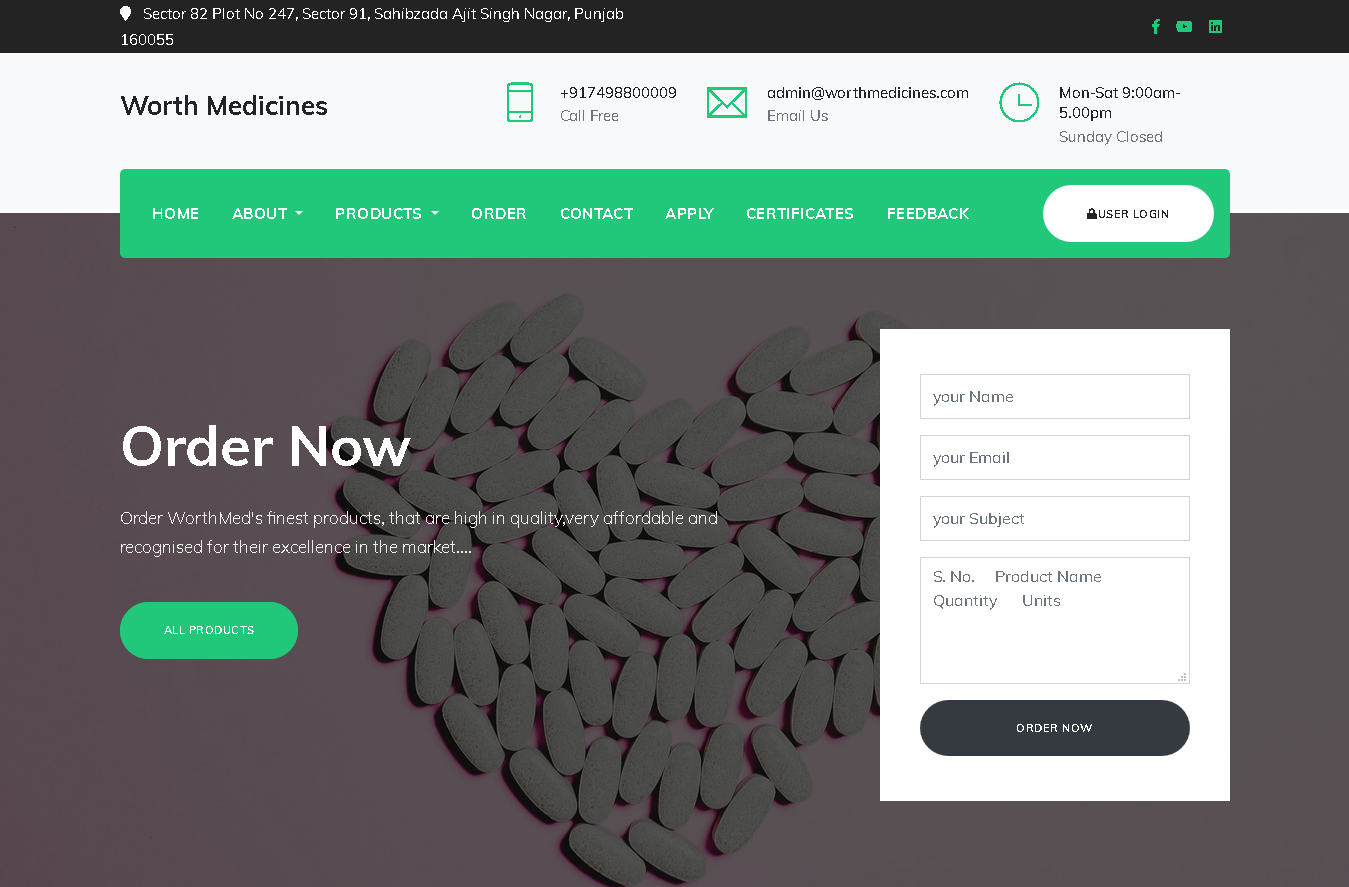 Sector 82 Plot No 247, Sector 91, Sahibzada Ajit Singh Nagar, Punjab
160055
Worth Medicines
+917498800009
Call Free
admin@worthmedicines.com
Email Us
Mon-Sat 9:00am-
5.00pm
Sunday Closed
HOME ABOUT PRODUCTS ORDER CONTACT APPLY CERTIFICATES FEEDBACK USER LOGIN
Order Now
Order WorthMed's finest products, that are high in quality,very affordable and
recognised for their excellence in the market....
ALL PRODUCTS
your Name
your Email
your Subject
S. No. Product Name
Quantity Units
ORDER NOW